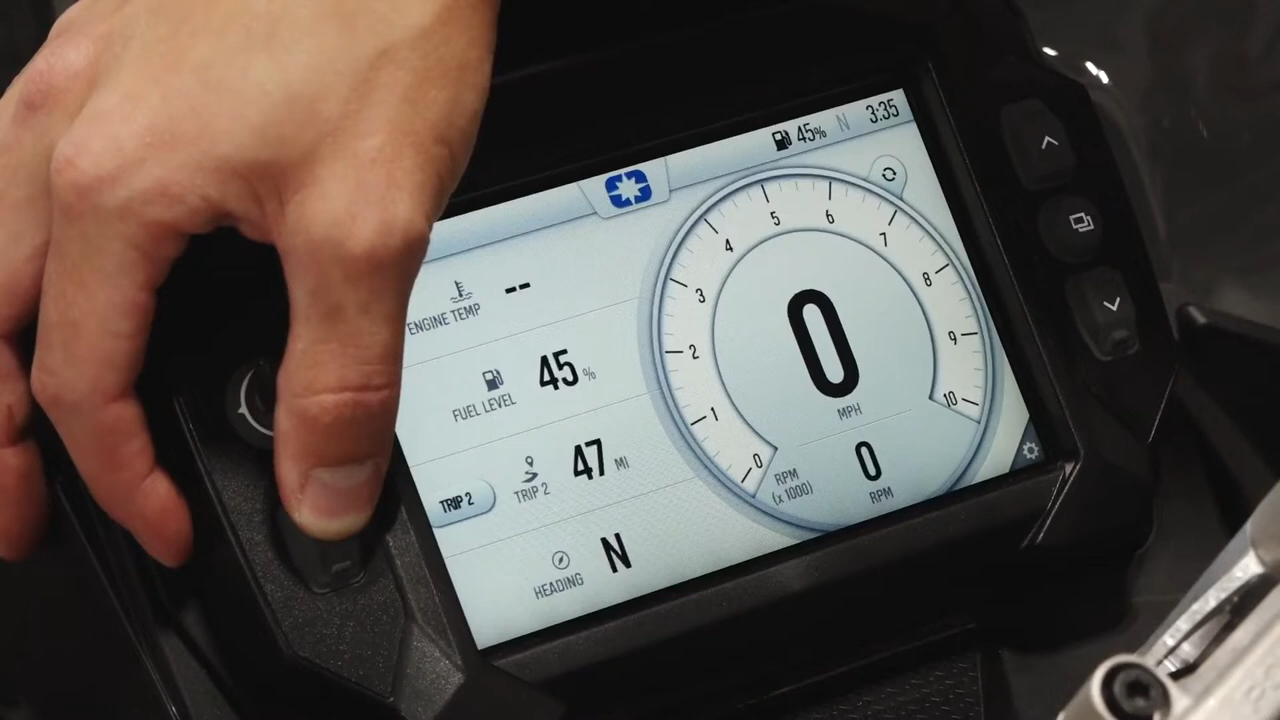 45% N 3:35
ENGINE TEMP --
FUEL LEVEL 45 %
TRIP 2 TRIP 2 47 MI
HEADING N
0 1 2 3 4 5 6 7 8 9 10
0
MPH
RPM
(x 1000)
0
RPM